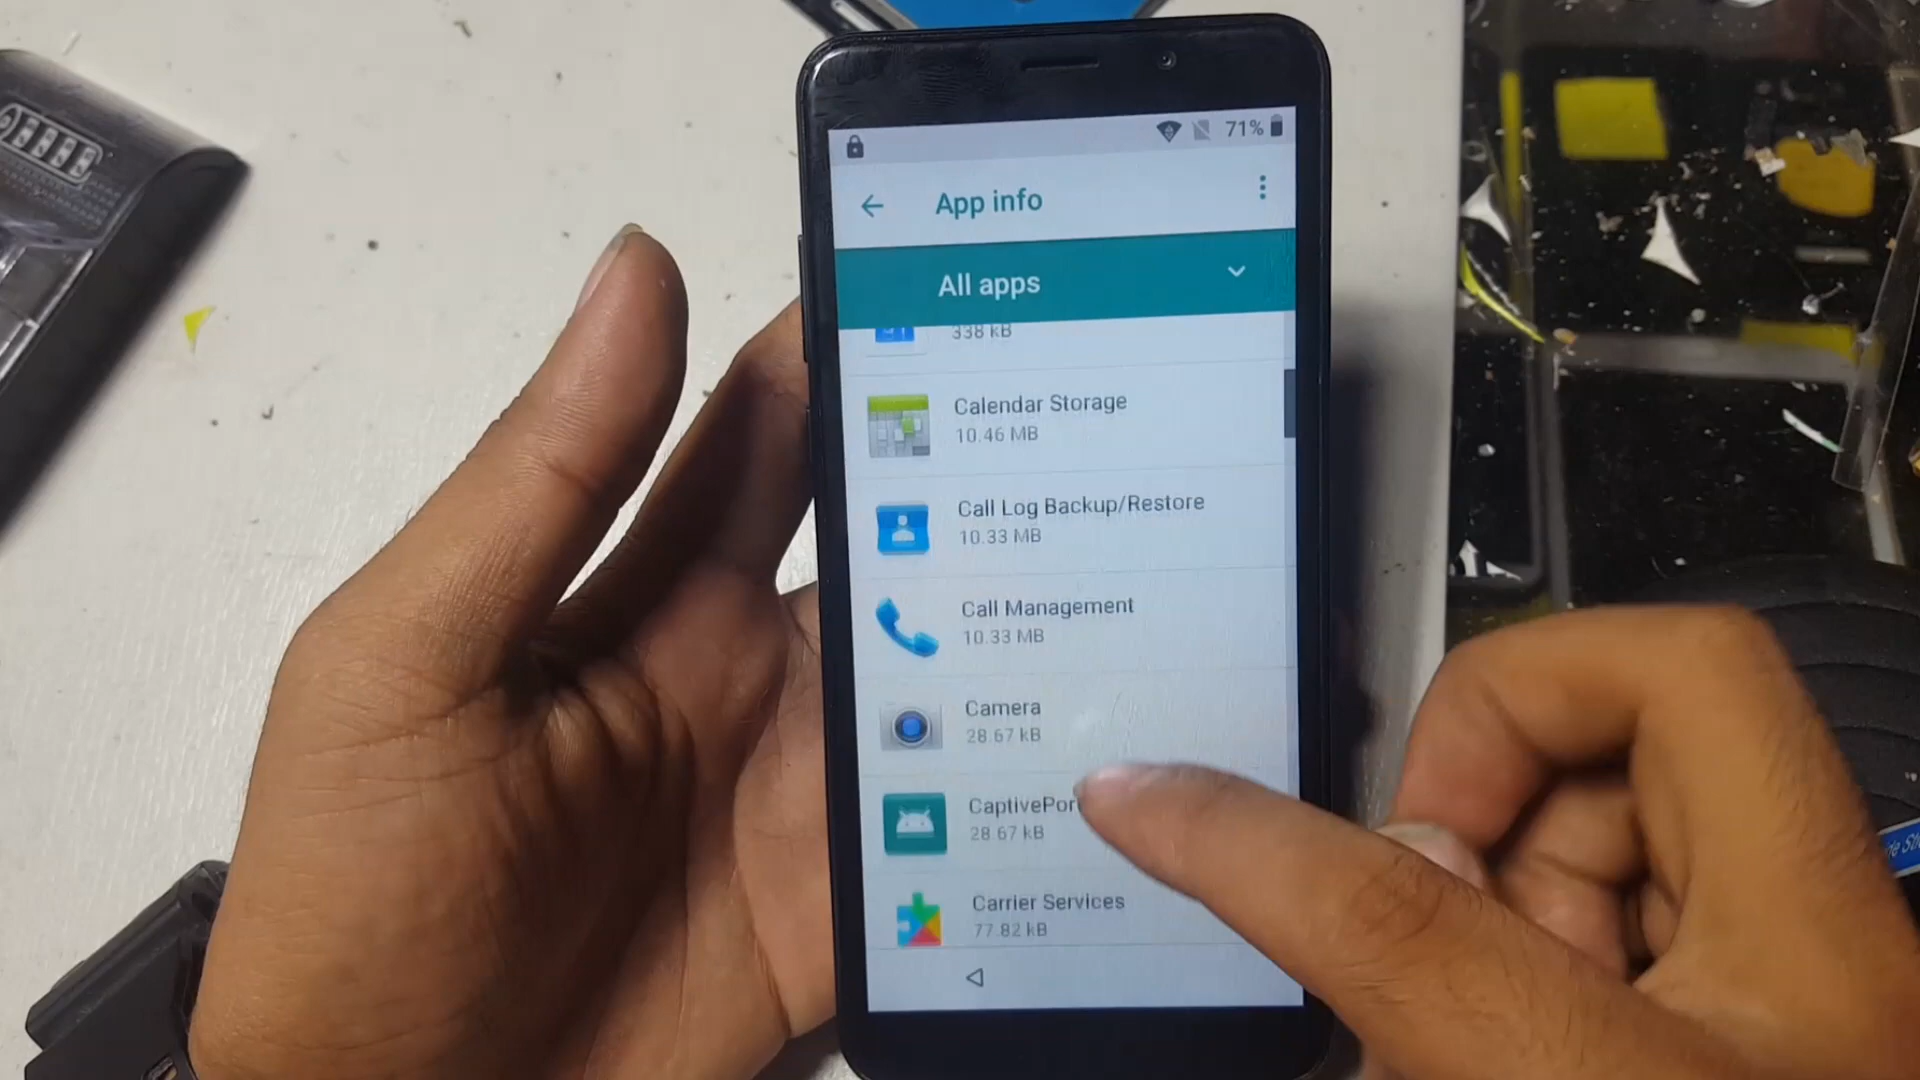 71%
App info
All apps
338 kB
Calendar Storage
10.46 MB
Call Log Backup/Restore
10.33 MB
Call Management
10.33 MB
Camera
28.67 kB
CaptivePor
28.67 kB
Carrier Services
77.82 kB